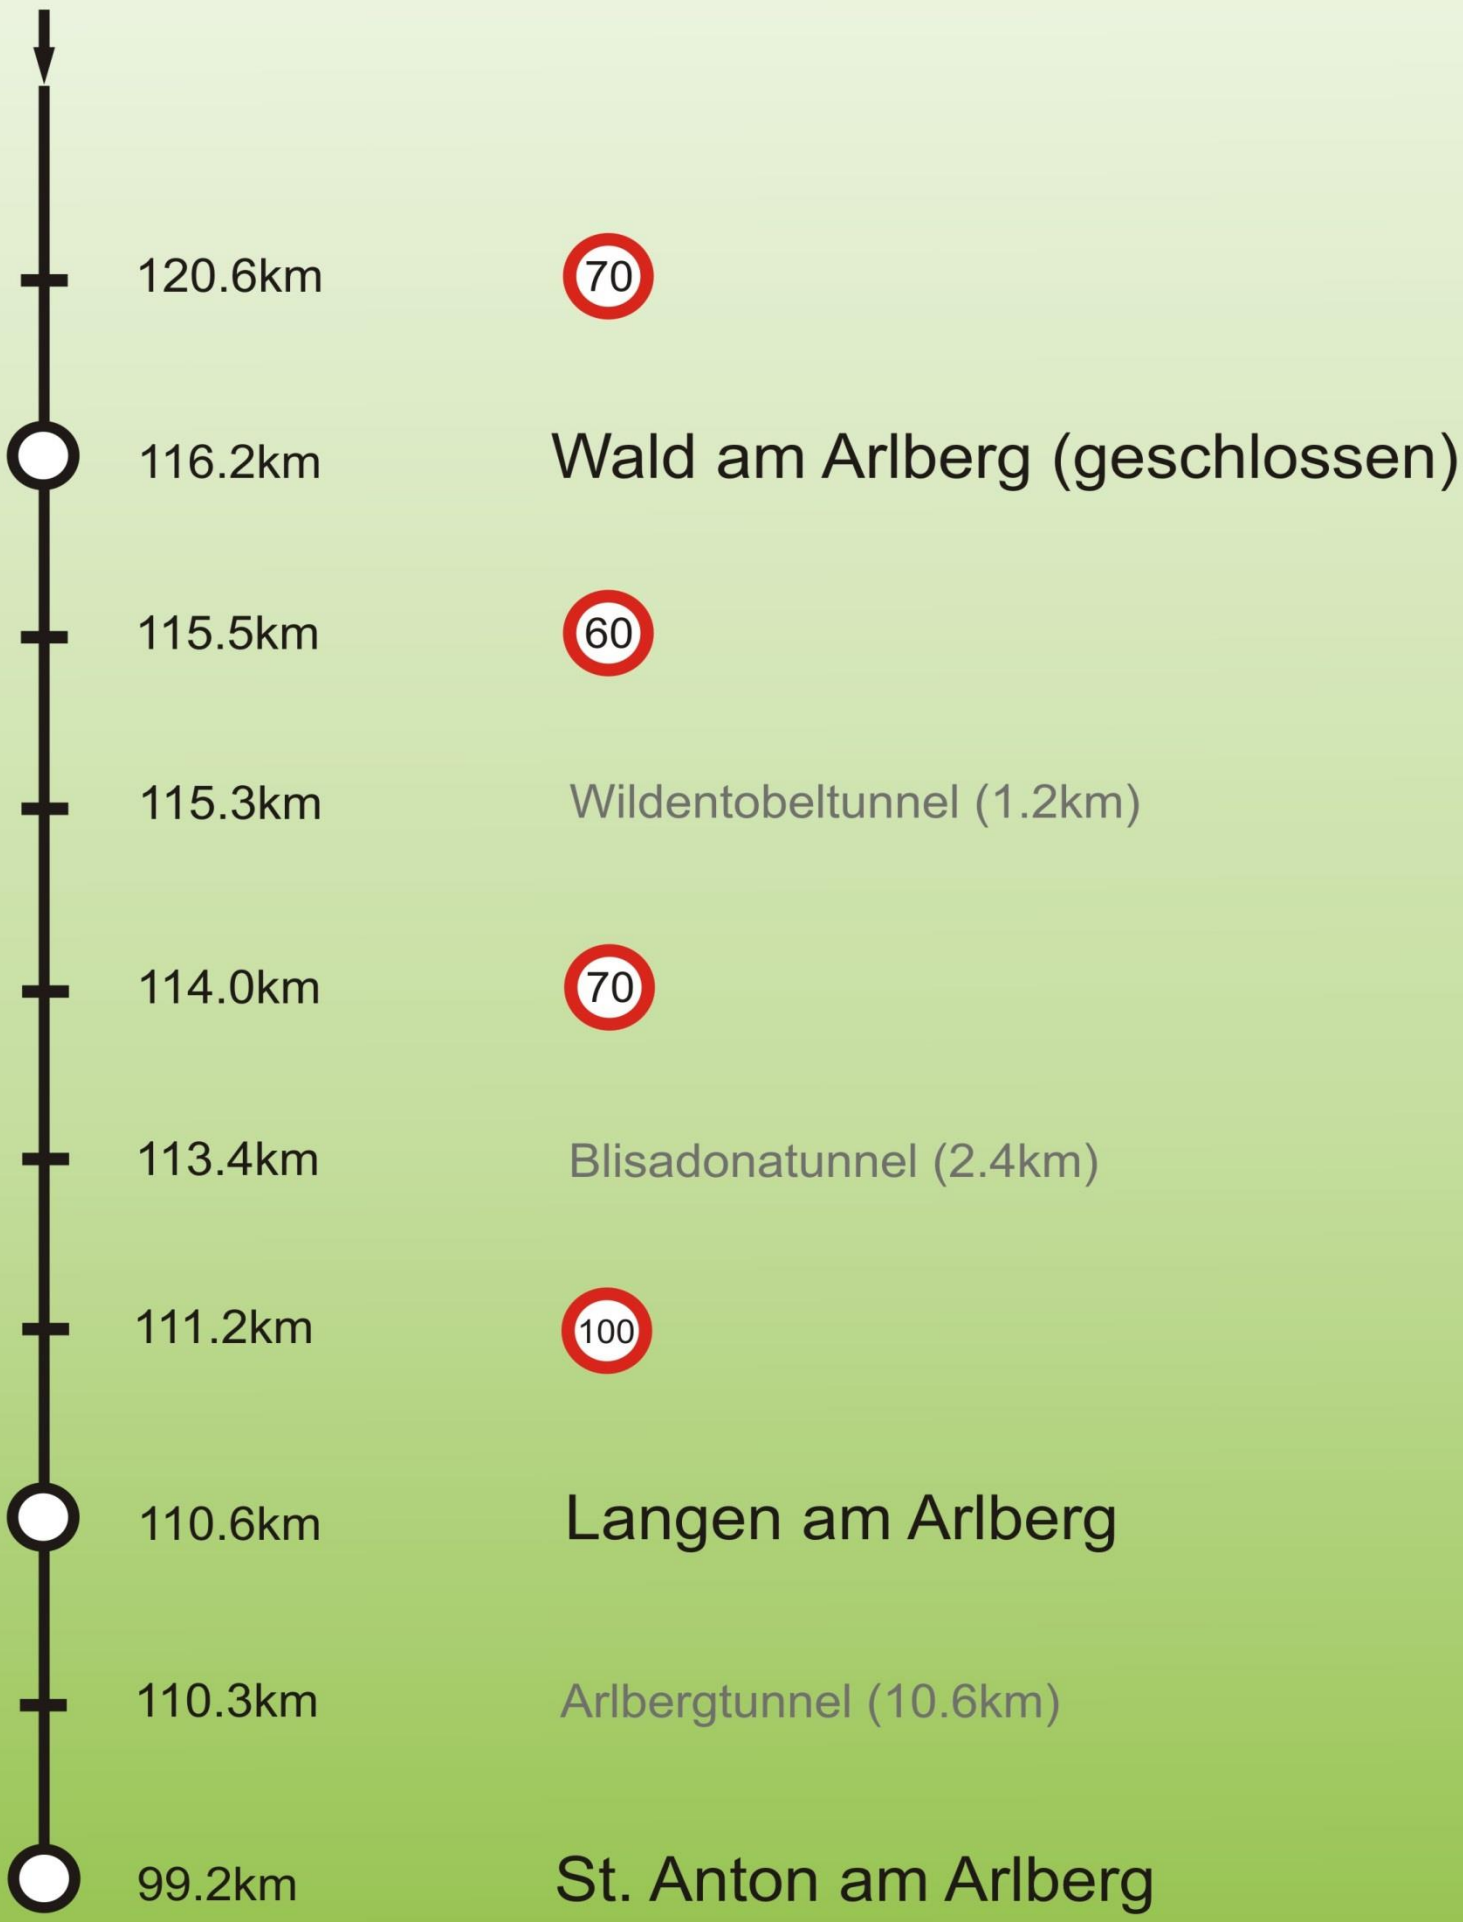 120.6km 70
116.2km Wald am Arlberg (geschlossen)
115.5km 60
115.3km Wildentobeltunnel (1.2km)
114.0km 70
113.4km Blisadonatunnel (2.4km)
111.2km 100
110.6km Langen am Arlberg
110.3km Arlbergtunnel (10.6km)
99.2km St. Anton am Arlberg